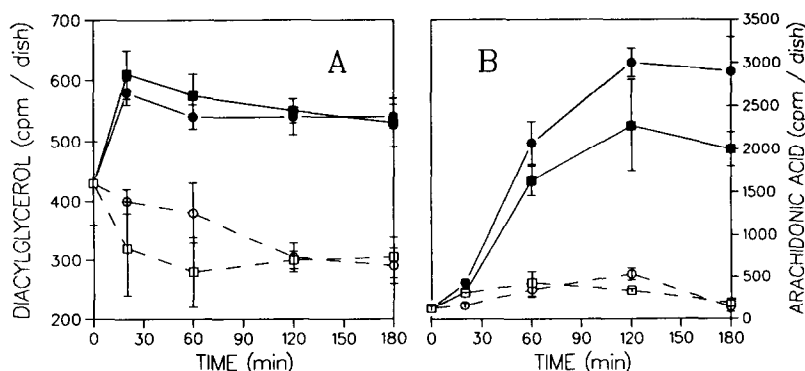 DIACYLGLYCEROL (cpm / dish)
700
600
500
400
300
200
A
0 30 60 90 120 150 180
TIME (min)
B
0 30 60 90 120 150 180
TIME (min)
3500
3000
2500
2000
1500
1000
500
0
ARACHIDONIC ACID (cpm / dish)